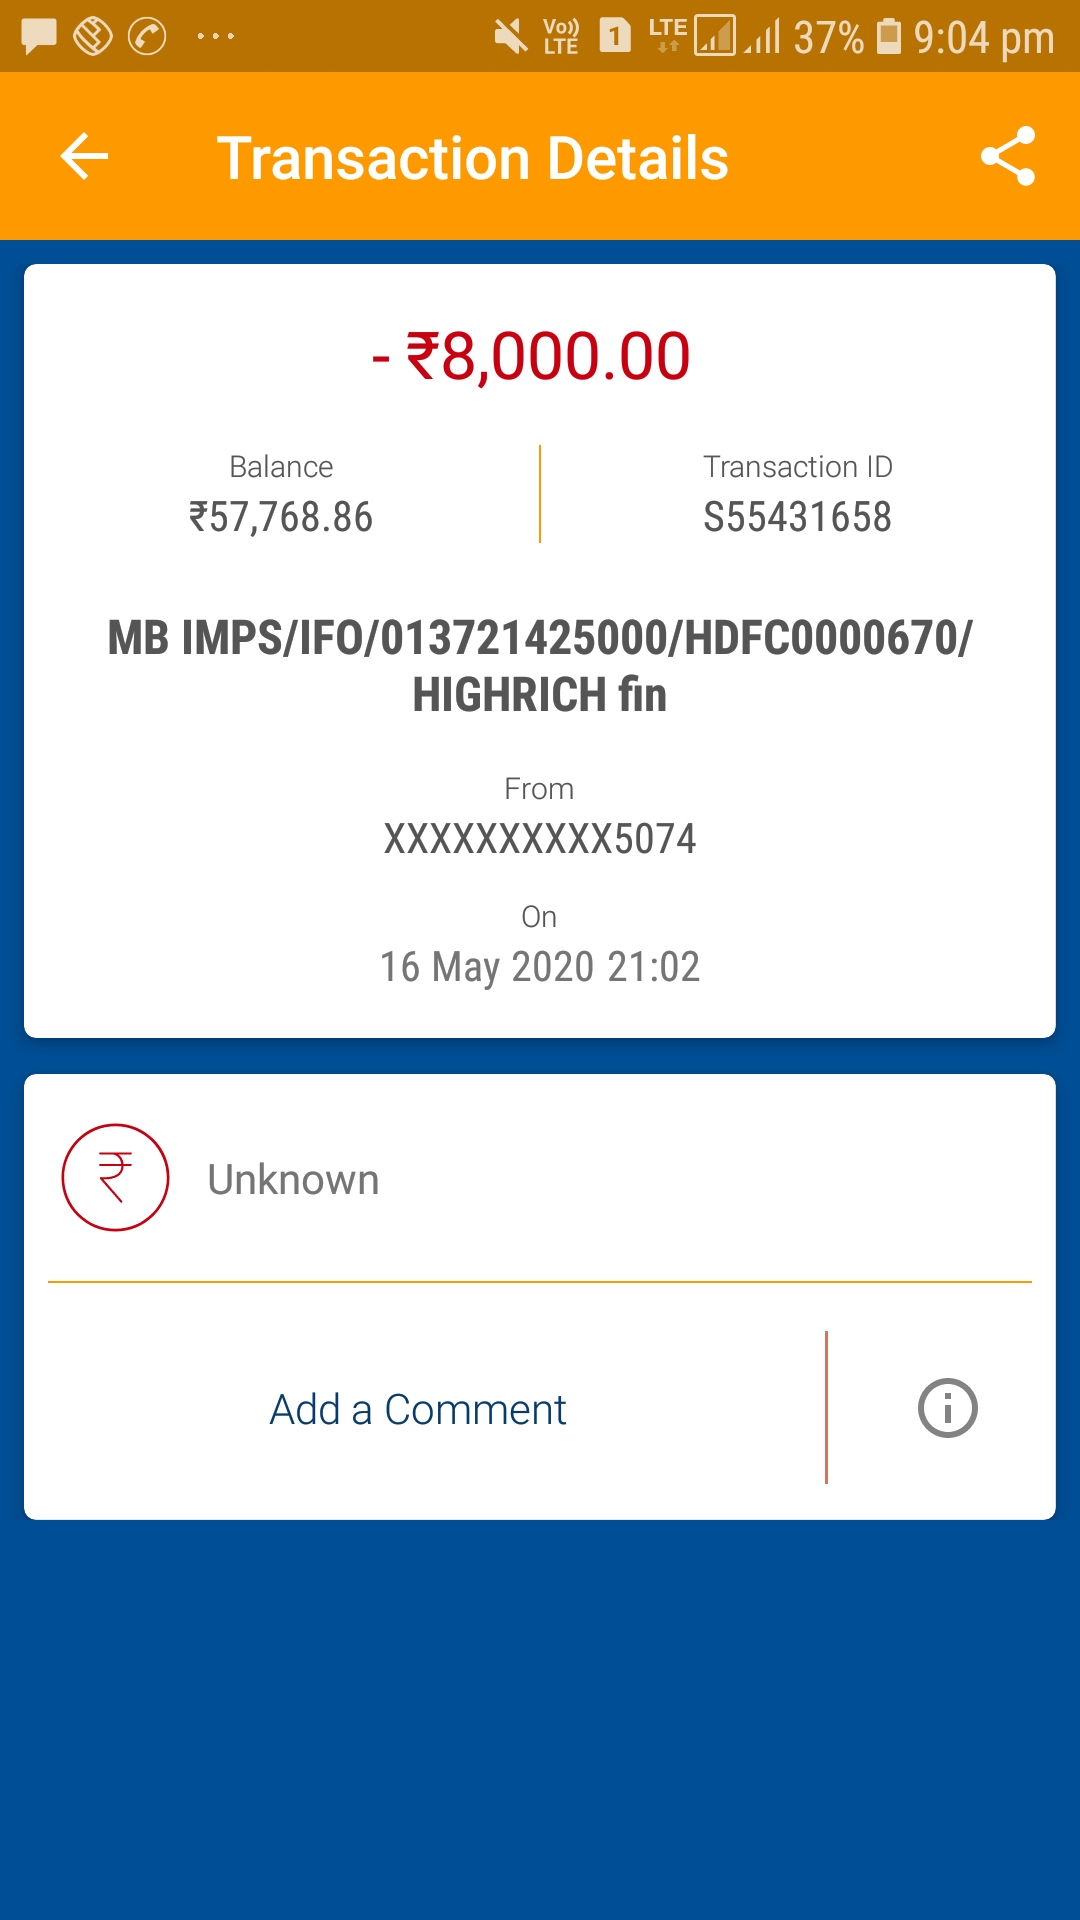 Vo)) LTE 1 LTE 37% 9:04 pm
Transaction Details
- ₹8,000.00
Balance
₹57,768.86
Transaction ID
S55431658
MB IMPS/IFO/013721425000/HDFC0000670/
HIGHRICH fin
From
XXXXXXXXXX5074
On
16 May 2020 21:02
Unknown
Add a Comment